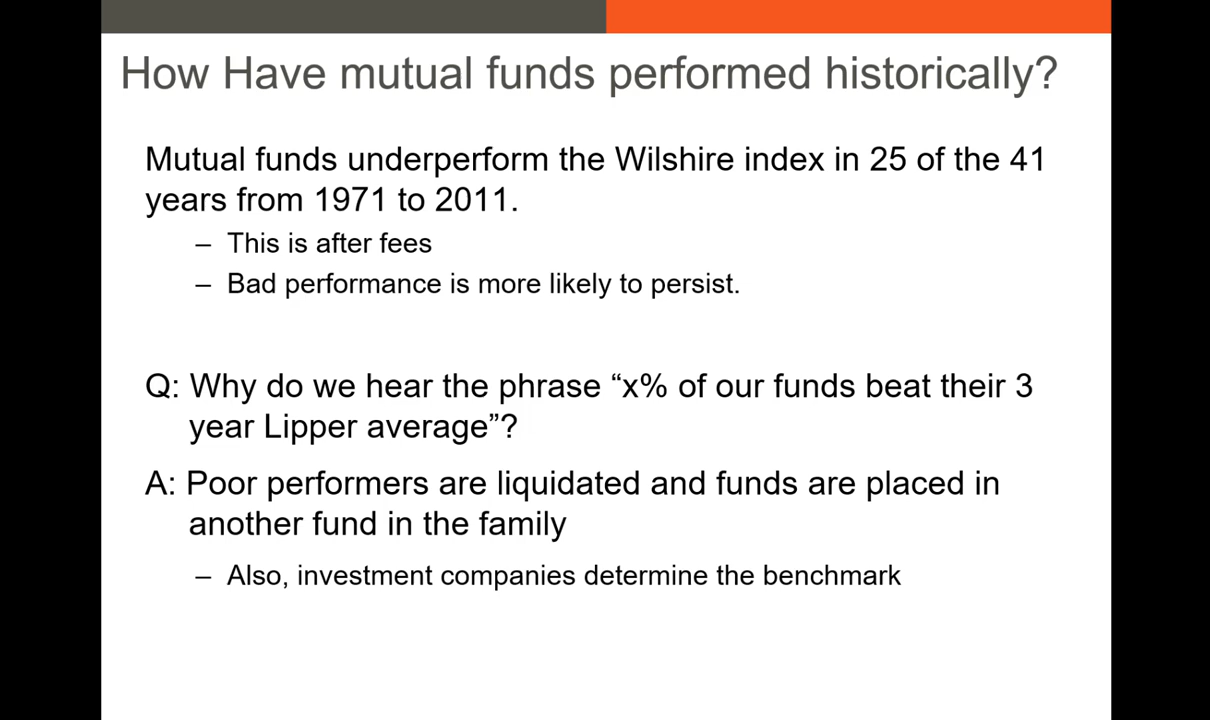 How Have mutual funds performed historically?
Mutual funds underperform the Wilshire index in 25 of the 41
years from 1971 to 2011.
– This is after fees
– Bad performance is more likely to persist.
Q: Why do we hear the phrase “x% of our funds beat their 3
year Lipper average”?
A: Poor performers are liquidated and funds are placed in
another fund in the family
– Also, investment companies determine the benchmark